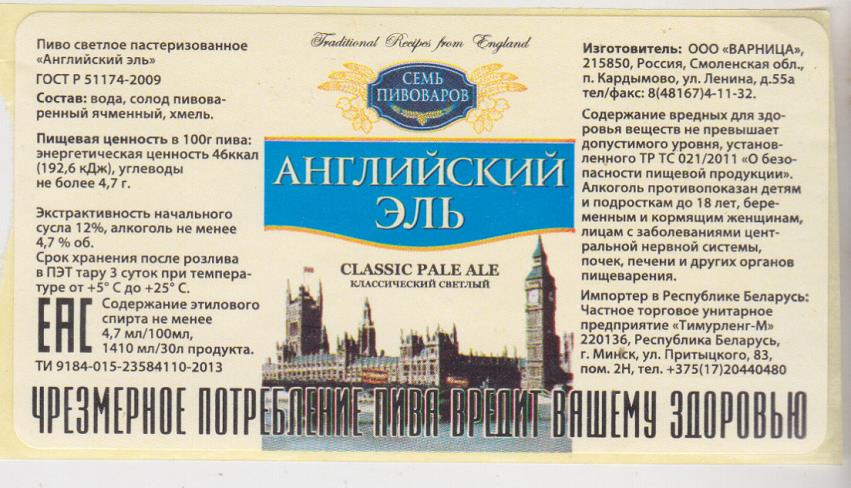 Пиво светлое пастеризованное
«Английский эль»
ГОСТ Р 51174-2009
Состав: вода, солод пивова-
ренный ячменный, хмель.
Пищевая ценность в 100г пива:
энергетическая ценность 46ккал
(192,6 кДж), углеводы
не более 4,7 г.
Экстрактивность начального
сусла 12%, алкоголь не менее
4,7 % об.
Срок хранения после розлива
в ПЭТ тару 3 суток при темпера-
туре от +5° С до +25° С.
ЕАС
Содержание этилового
спирта не менее
4,7 мл/100мл,
1410 мл/30л продукта.
ТИ 9184-015-23584110-2013
Traditional Recipes from England
СЕМЬ
ПИВОВАРОВ
АНГЛИЙСКИЙ
ЭЛЬ
CLASSIC PALE ALE
КЛАССИЧЕСКИЙ СВЕТЛЫЙ
Изготовитель: ООО «ВАРНИЦА»,
215850, Россия, Смоленская обл.,
п. Кардымово, ул. Ленина, д.55а
тел/факс: 8(48167)4-11-32.
Содержание вредных для здо-
ровья веществ не превышает
допустимого уровня, установ-
ленного ТР ТС 021/2011 «О безо-
пасности пищевой продукции».
Алкоголь противопоказан детям
и подросткам до 18 лет, бере-
менным и кормящим женщинам,
лицам с заболеваниями цент-
ральной нервной системы,
почек, печени и других органов
пищеварения.
Импортер в Республике Беларусь:
Частное торговое унитарное
предприятие «Тимурленг-М»
220136, Республика Беларусь,
г. Минск, ул. Притыцкого, 83,
пом. 2Н, тел. +375(17)20440480
ЧРЕЗМЕРНОЕ ПОТРЕБЛЕНИЕ ПИВА ВРЕДИТ ВАШЕМУ ЗДОРОВЬЮ